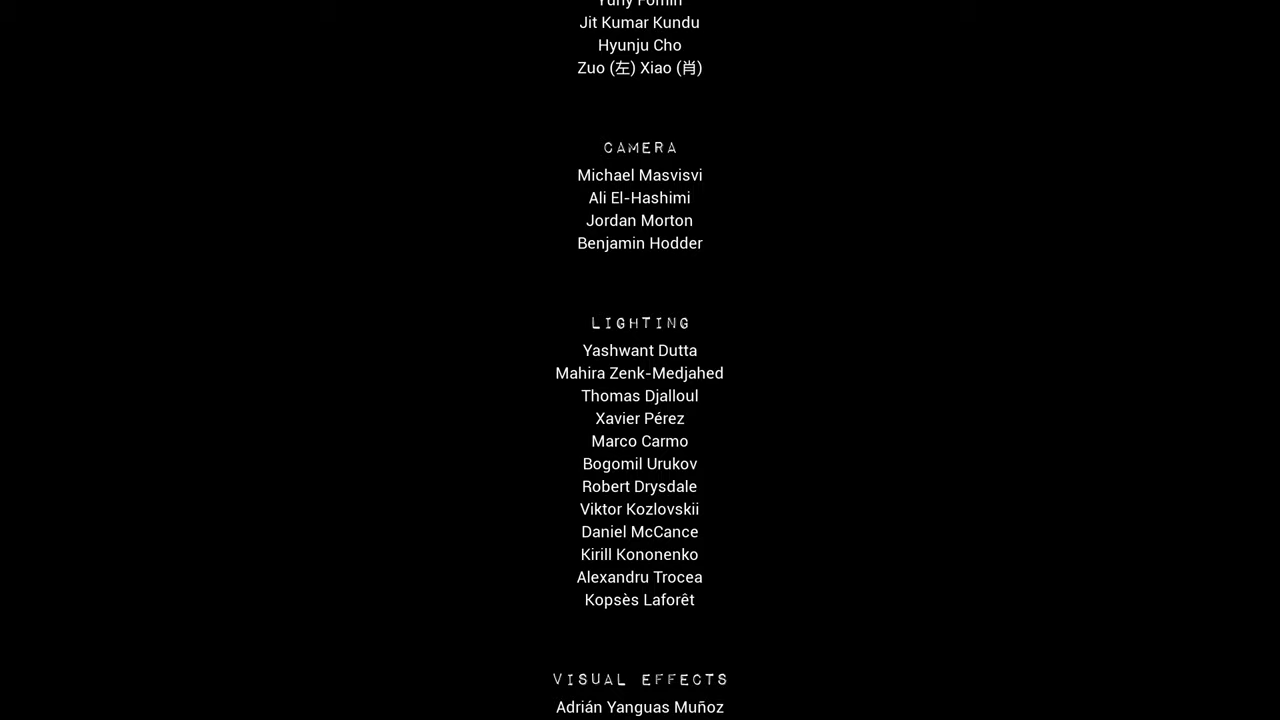 Jit Kumar Kundu
Hyunju Cho
Zuo (左) Xiao (肖)
CAMERA
Michael Masvisvi
Ali El-Hashimi
Jordan Morton
Benjamin Hodder
LIGHTING
Yashwant Dutta
Mahira Zenk-Medjahed
Thomas Djalloul
Xavier Pérez
Marco Carmo
Bogomil Urukov
Robert Drysdale
Viktor Kozlovskii
Daniel McCance
Kirill Kononenko
Alexandru Trocea
Kopsès Laforêt
VISUAL EFFECTS
Adrián Yanguas Muñoz